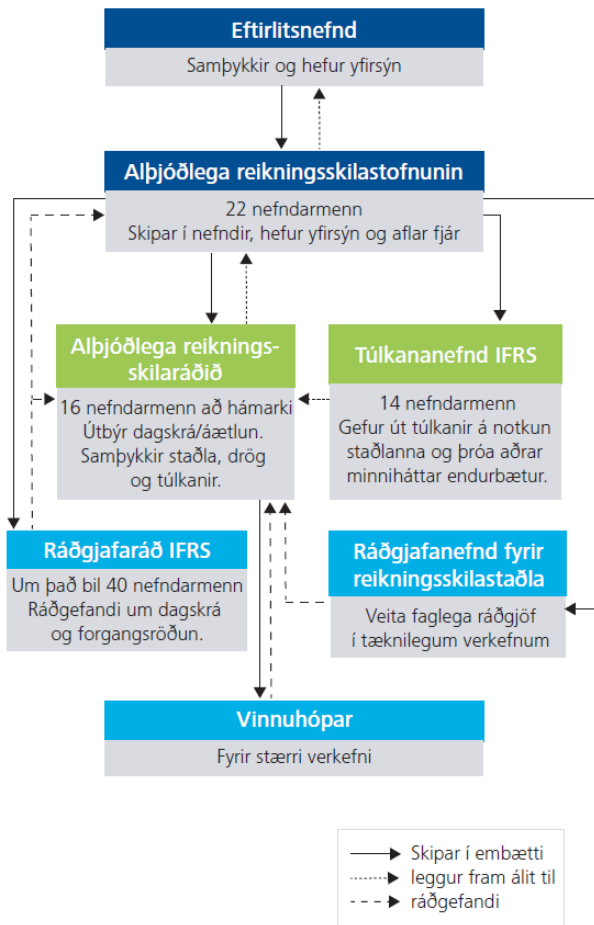 Eftirlitsnefnd
Samþykkir og hefur yfirsýn
Alþjóðlega reikningsskilastofnunin
22 nefndarmenn
Skipar í nefndir, hefur yfirsýn og aflar fjár
Alþjóðlega reiknings-
skilaráðið
16 nefndarmenn að hámarki
Útbýr dagskrá/áætlun.
Samþykkir staðla, drög
og túlkanir.
Túlkananefnd IFRS
14 nefndarmenn
Gefur út túlkanir á notkun
staðlanna og þróa aðrar
minniháttar endurbætur.
Ráðgjafaráð IFRS
Um það bil 40 nefndarmenn
Ráðgefandi um dagskrá
og forgangsröðun.
Ráðgjafanefnd fyrir
reikningsskilastaðla
Veita faglega ráðgjöf
í tæknilegum verkefnum
Vinnuhópar
Fyrir stærri verkefni
Skipar í embætti
leggur fram álit til
ráðgefandi